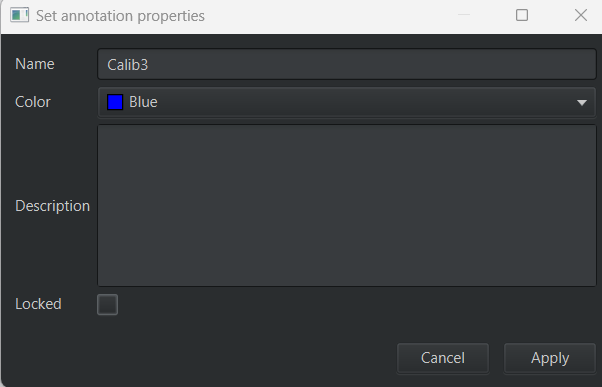 Set annotation properties
Name
Calib3
Color
Blue
Description
Locked
Cancel
Apply